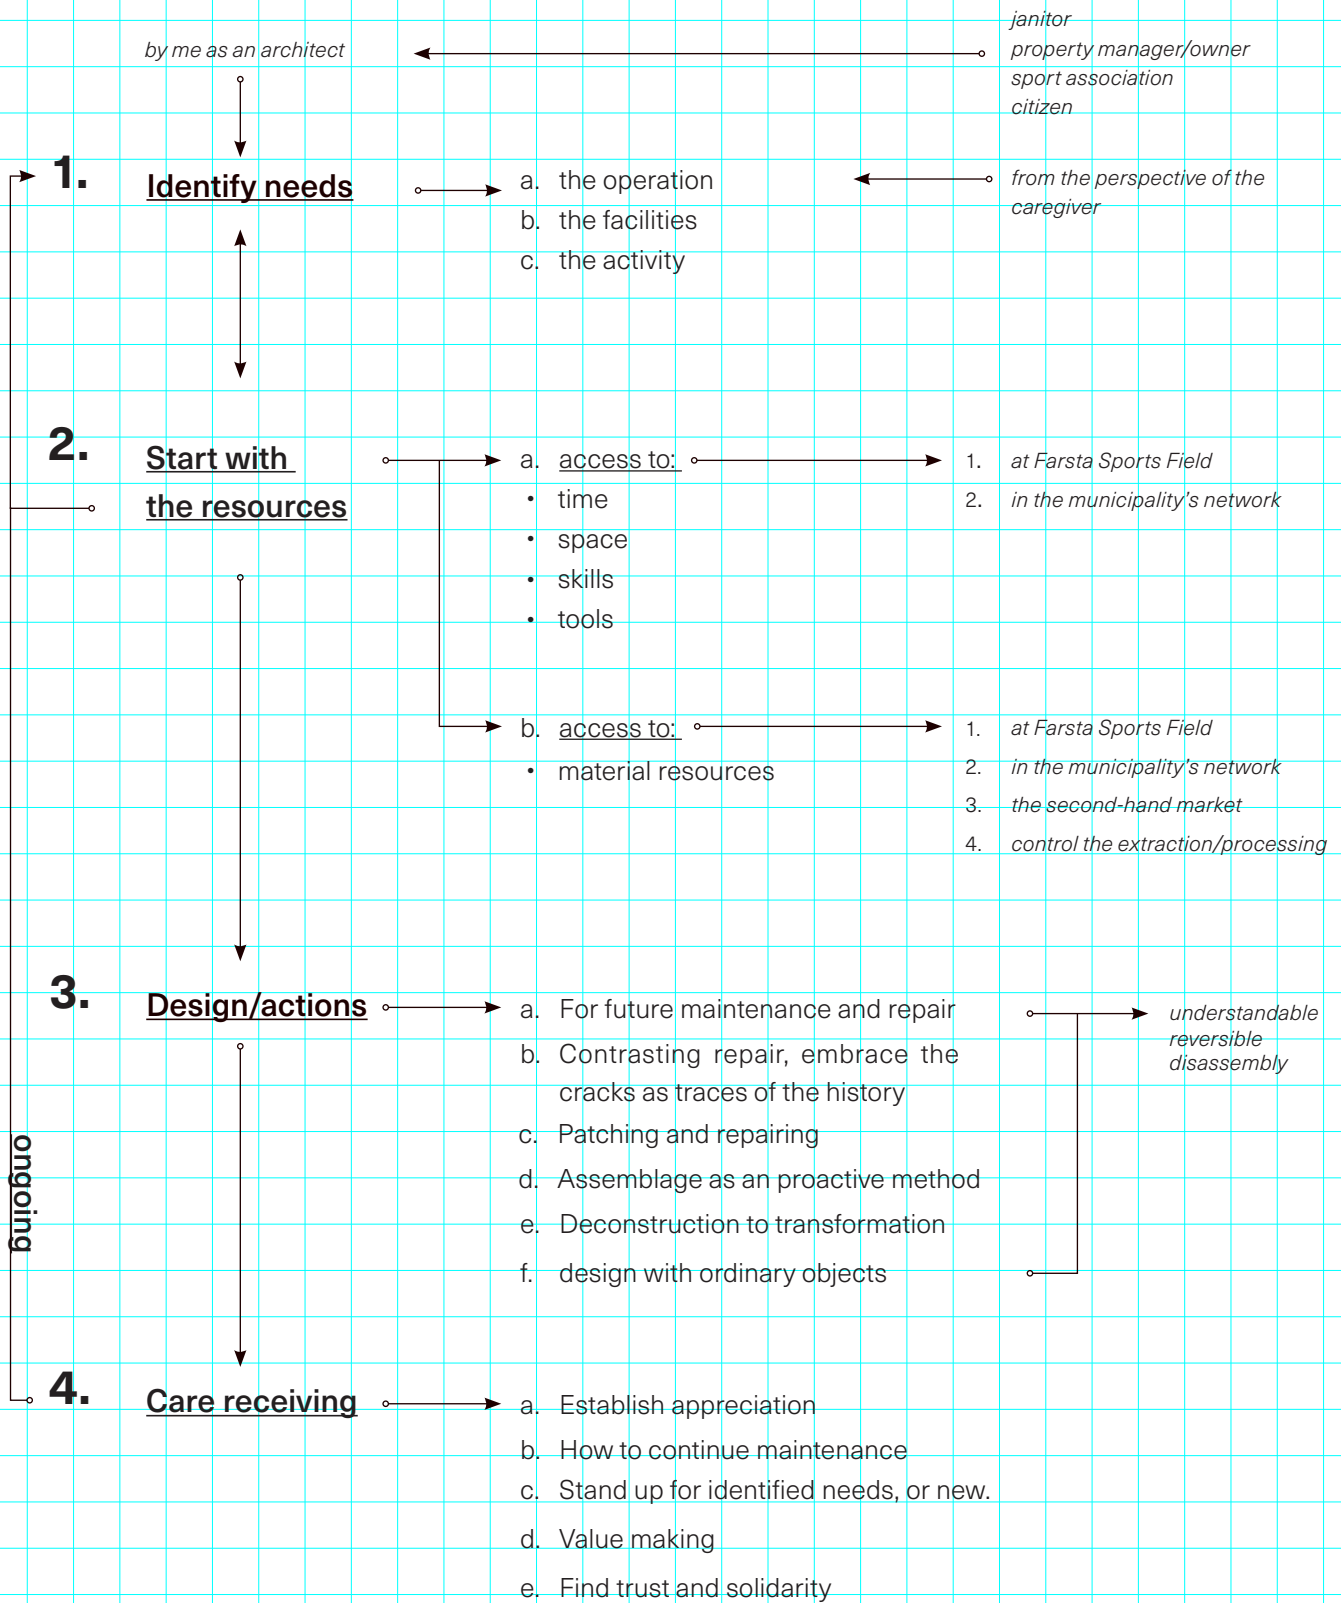 janitor
by me as an architect
property manager/owner
sport association
citizen
1.
Identify needs
a. the operation
b. the facilities
c. the activity
from the perspective of the
caregiver
2.
Start with
the resources
a. access to:
• time
• space
• skills
• tools
1. at Farsta Sports Field
2. in the municipality's network
b. access to:
• material resources
1. at Farsta Sports Field
2. in the municipality's network
3. the second-hand market
4. control the extraction/processing
3.
Design/actions
a. For future maintenance and repair
b. Contrasting repair, embrace the
cracks as traces of the history
c. Patching and repairing
d. Assemblage as an proactive method
e. Deconstruction to transformation
f. design with ordinary objects
understandable
reversible
disassembly
ongoing
4.
Care receiving
a. Establish appreciation
b. How to continue maintenance
c. Stand up for identified needs, or new.
d. Value making
e. Find trust and solidarity